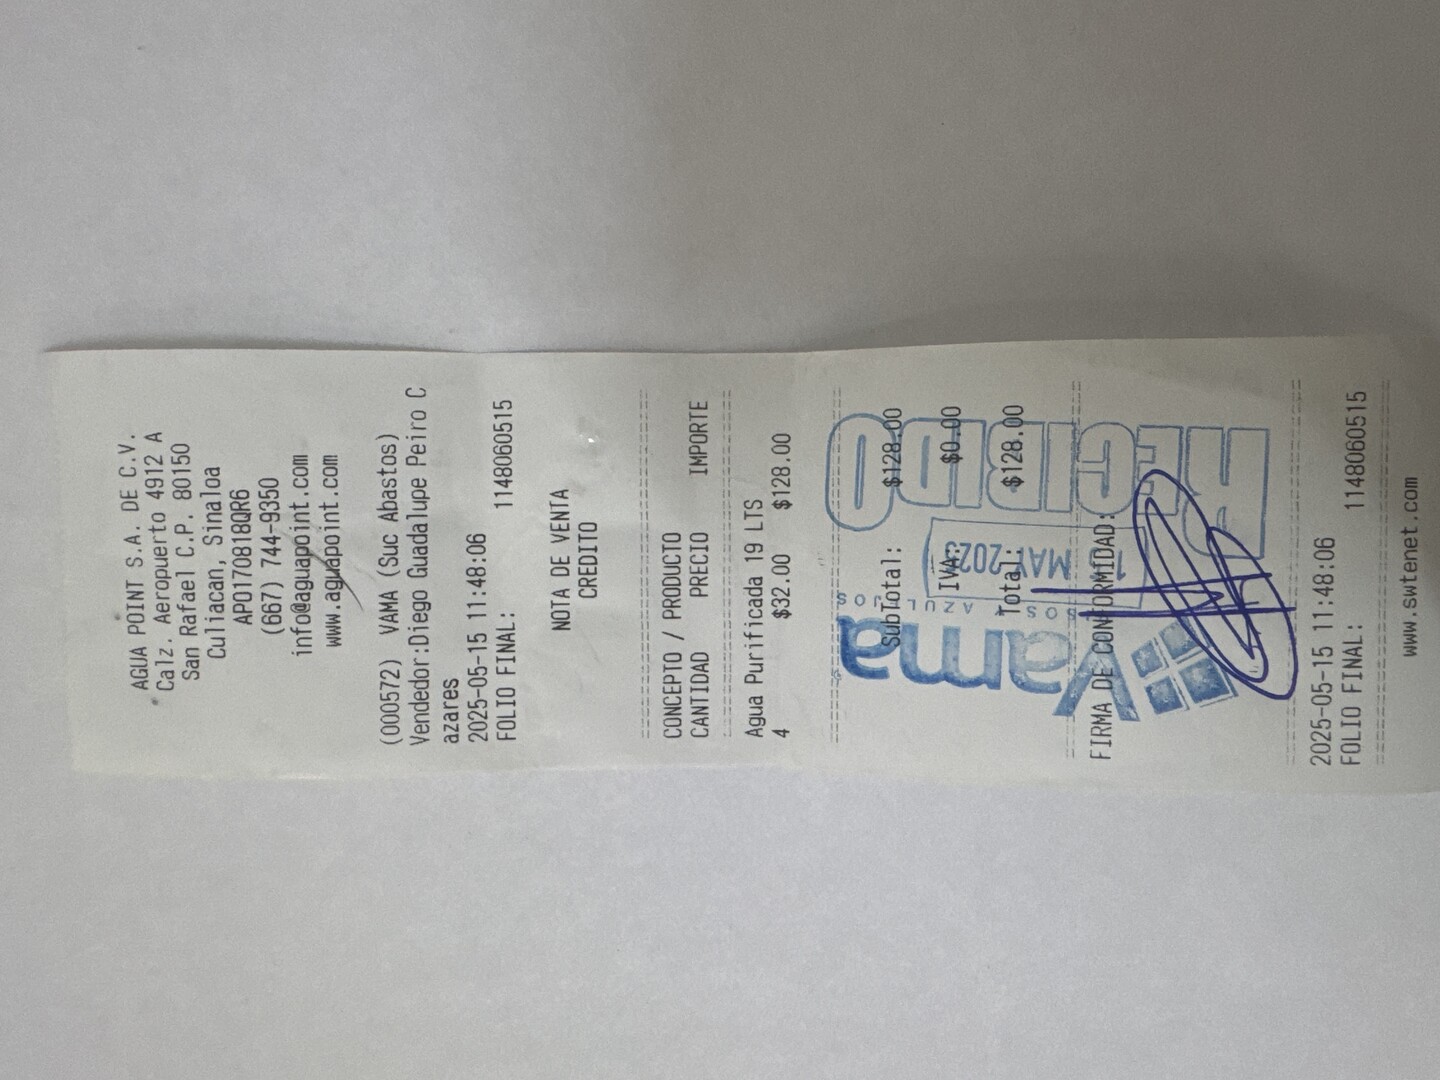 AGUA POINT S.A. DE C.V.
Calz. Aeropuerto 4912 A
San Rafael C.P. 80150
Culiacan, Sinaloa
APO170818QR6
(667) 744-9350
info@aguapoint.com
www.aguapoint.com
(000572) VAMA (Suc Abastos)
Vendedor:Diego Guadalupe Peiro C
azares
2025-05-15 11:48:06
FOLIO FINAL: 1148060515
NOTA DE VENTA
CREDITO
CONCEPTO / PRODUCTO
CANTIDAD PRECIO IMPORTE
Agua Purificada 19 LTS
4 $32.00 $128.00
SubTotal: $128.00
IVA: $0.00
Total: $128.00
FIRMA DE CONFORMIDAD:
RECIBIDO
MAY 2023
Vama
SOS AZULEJOS
2025-05-15 11:48:06
FOLIO FINAL: 1148060515
www.swtenet.com